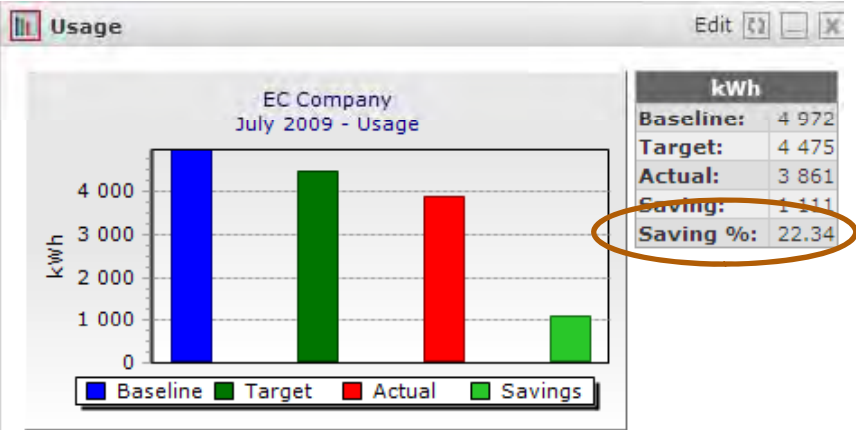 Usage
Edit
EC Company
July 2009 - Usage
kWh
4 000
3 000
2 000
1 000
0
Baseline Target Actual Savings
kWh
Baseline: 4 972
Target: 4 475
Actual: 3 861
Saving: 1 111
Saving %: 22.34